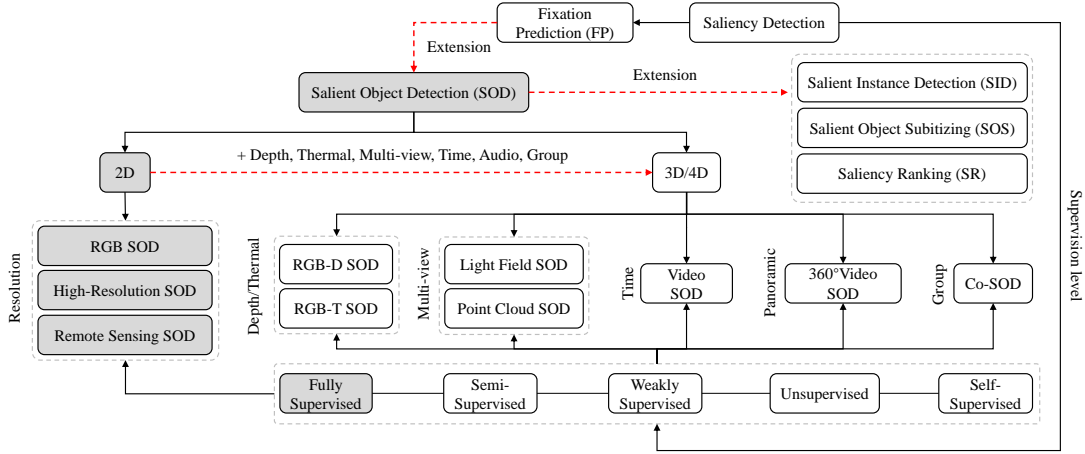 Fixation
Prediction (FP)
Saliency Detection
Extension
Salient Object Detection (SOD)
Extension
Salient Instance Detection (SID)
Salient Object Subitizing (SOS)
Saliency Ranking (SR)
+ Depth, Thermal, Multi-view, Time, Audio, Group
2D
3D/4D
Supervision level
Resolution
RGB SOD
High-Resolution SOD
Remote Sensing SOD
Depth/Thermal
RGB-D SOD
RGB-T SOD
Multi-view
Light Field SOD
Point Cloud SOD
Time
Video
SOD
Panoramic
360°Video
SOD
Group
Co-SOD
Fully
Supervised
Semi-
Supervised
Weakly
Supervised
Unsupervised
Self-
Supervised